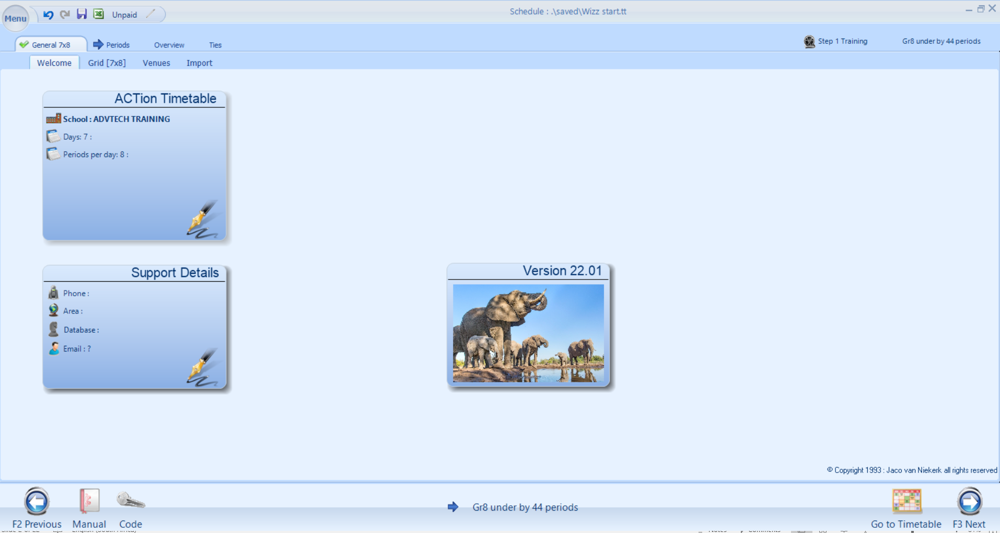 Menu
Unpaid
Schedule : .\saved\Wizz start.tt
General 7x8
Periods
Overview
Ties
Step 1 Training
Gr8 under by 44 periods
Welcome
Grid [7x8]
Venues
Import
ACTion Timetable
School : ADVTECH TRAINING
Days: 7 :
Periods per day: 8 :
Support Details
Phone :
Area :
Database :
Email : ?
Version 22.01
© Copyright 1993 : Jaco van Niekerk all rights reserved
Gr8 under by 44 periods
F2 Previous
Manual
Code
Go to Timetable
F3 Next